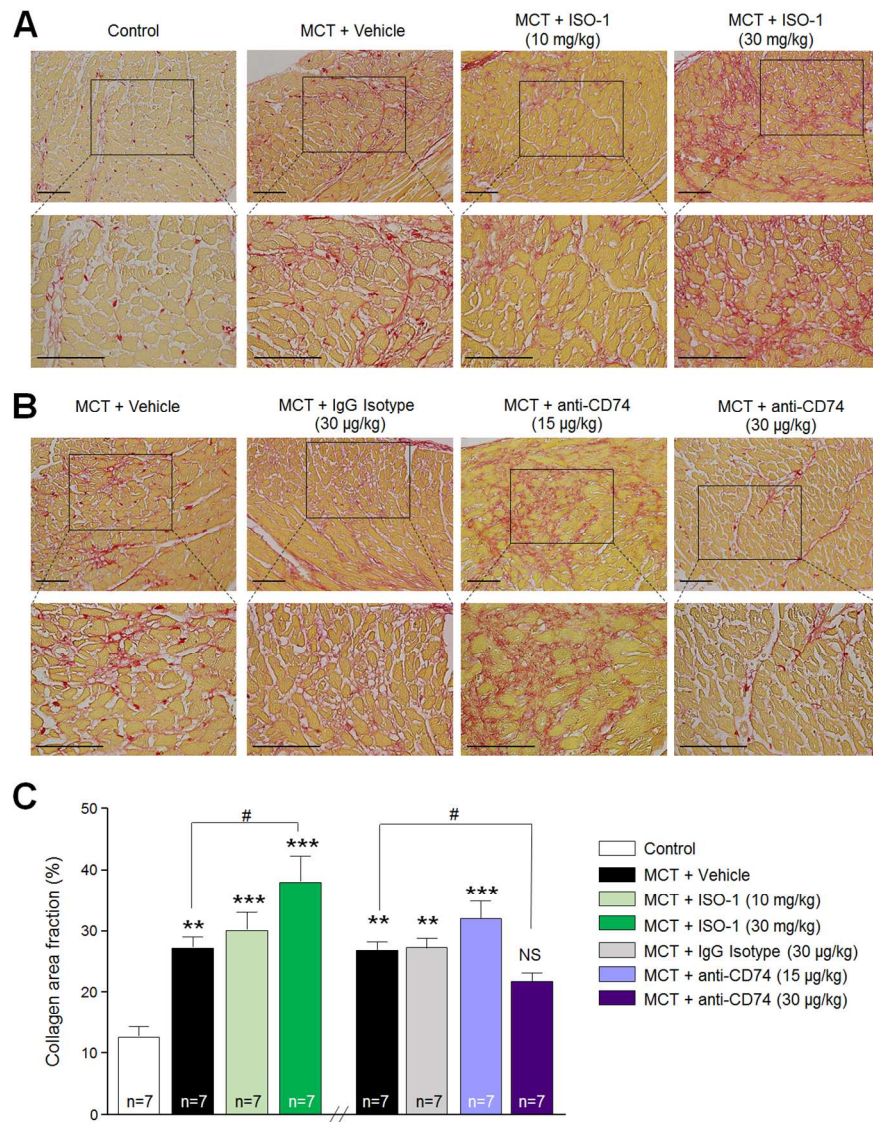 A
Control
MCT + Vehicle
MCT + ISO-1
(10 mg/kg)
MCT + ISO-1
(30 mg/kg)
B
MCT + Vehicle
MCT + IgG Isotype
(30 µg/kg)
MCT + anti-CD74
(15 µg/kg)
MCT + anti-CD74
(30 µg/kg)
C
Collagen area fraction (%)
50
40
30
20
10
0
#
#
**
***
***
**
**
***
NS
n=7
n=7
n=7
n=7
n=7
n=7
n=7
n=7
//
Control
MCT + Vehicle
MCT + ISO-1 (10 mg/kg)
MCT + ISO-1 (30 mg/kg)
MCT + IgG Isotype (30 µg/kg)
MCT + anti-CD74 (15 µg/kg)
MCT + anti-CD74 (30 µg/kg)